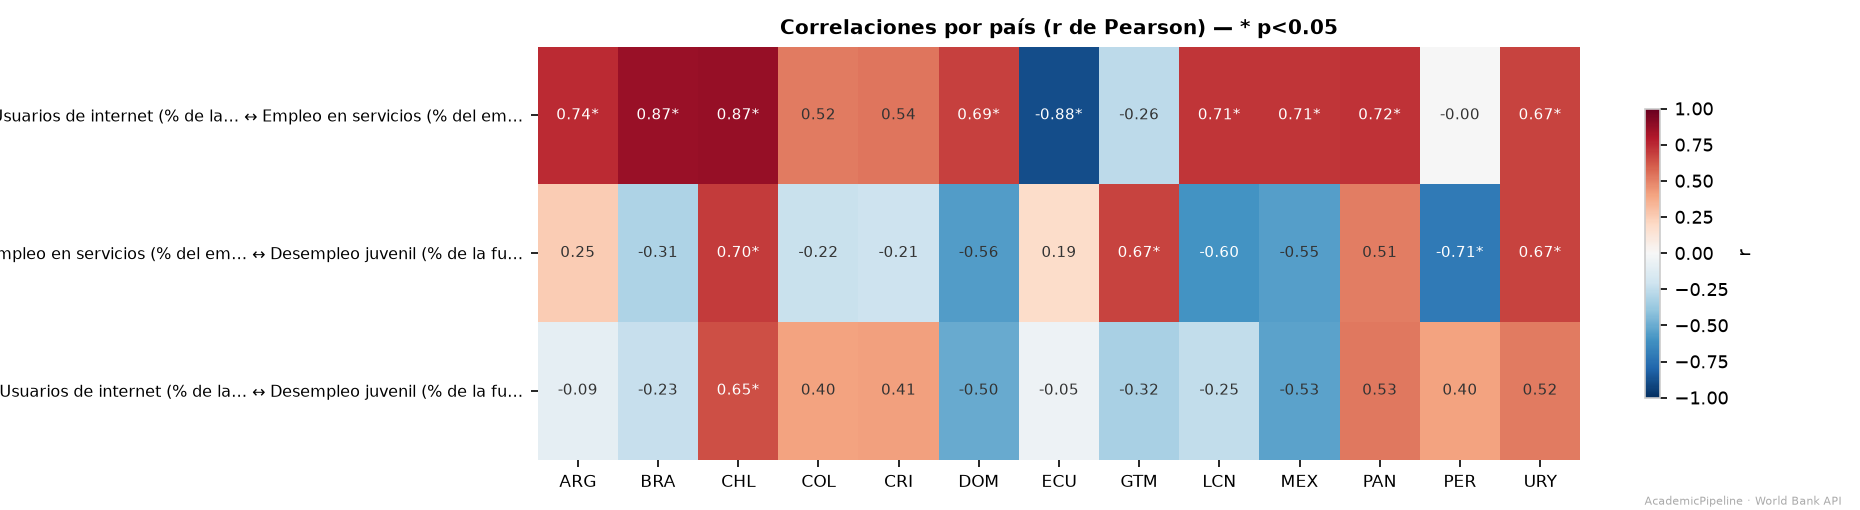 Correlaciones por país (r de Pearson) — * p<0.05
Usuarios de internet (% de la... ↔ Empleo en servicios (% del em...
0.74* 0.87* 0.87* 0.52 0.54 0.69* -0.88* -0.26 0.71* 0.71* 0.72* -0.00 0.67*
mpleo en servicios (% del em... ↔ Desempleo juvenil (% de la fu...
0.25 -0.31 0.70* -0.22 -0.21 -0.56 0.19 0.67* -0.60 -0.55 0.51 -0.71* 0.67*
Usuarios de internet (% de la... ↔ Desempleo juvenil (% de la fu...
-0.09 -0.23 0.65* 0.40 0.41 -0.50 -0.05 -0.32 -0.25 -0.53 0.53 0.40 0.52
ARG BRA CHL COL CRI DOM ECU GTM LCN MEX PAN PER URY
1.00
0.75
0.50
0.25
0.00
−0.25
−0.50
−0.75
−1.00
r
AcademicPipeline · World Bank API